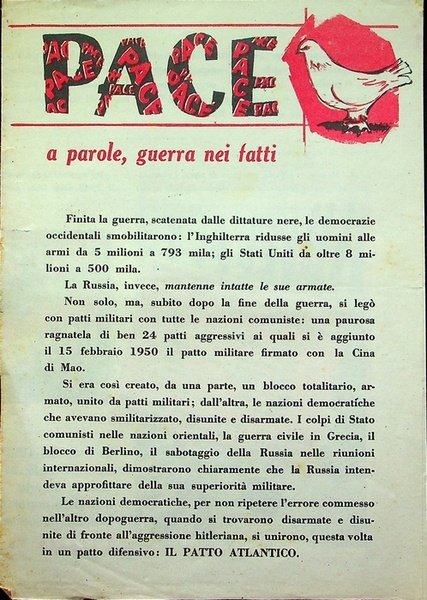 PACE
a parole, guerra nei fatti
Finita la guerra, scatenata dalle dittature nere, le democrazie
occidentali smobilitarono: l'Inghilterra ridusse gli uomini alle
armi da 5 milioni a 793 mila; gli Stati Uniti da oltre 8 mi-
lioni a 500 mila.
La Russia, invece, mantenne intatte le sue armate.
Non solo, ma, subito dopo la fine della guerra, si legò
con patti militari con tutte le nazioni comuniste: una paurosa
ragnatela di ben 24 patti aggressivi ai quali si è aggiunto
il 15 febbraio 1950 il patto militare firmato con la Cina
di Mao.
Si era così creato, da una parte, un blocco totalitario, ar-
mato, unito da patti militari; dall'altra, le nazioni democratiche
che avevano smilitarizzato, disunite e disarmate. I colpi di Stato
comunisti nelle nazioni orientali, la guerra civile in Grecia, il
blocco di Berlino, il sabotaggio della Russia nelle riunioni
internazionali, dimostrarono chiaramente che la Russia inten-
deva approfittare della sua superiorità militare.
Le nazioni democratiche, per non ripetere l'errore commesso
nell'altro dopoguerra, quando si trovarono disarmate e disu-
nite di fronte all'aggressione hitleriana, si unirono, questa volta
in un patto difensivo: IL PATTO ATLANTICO.